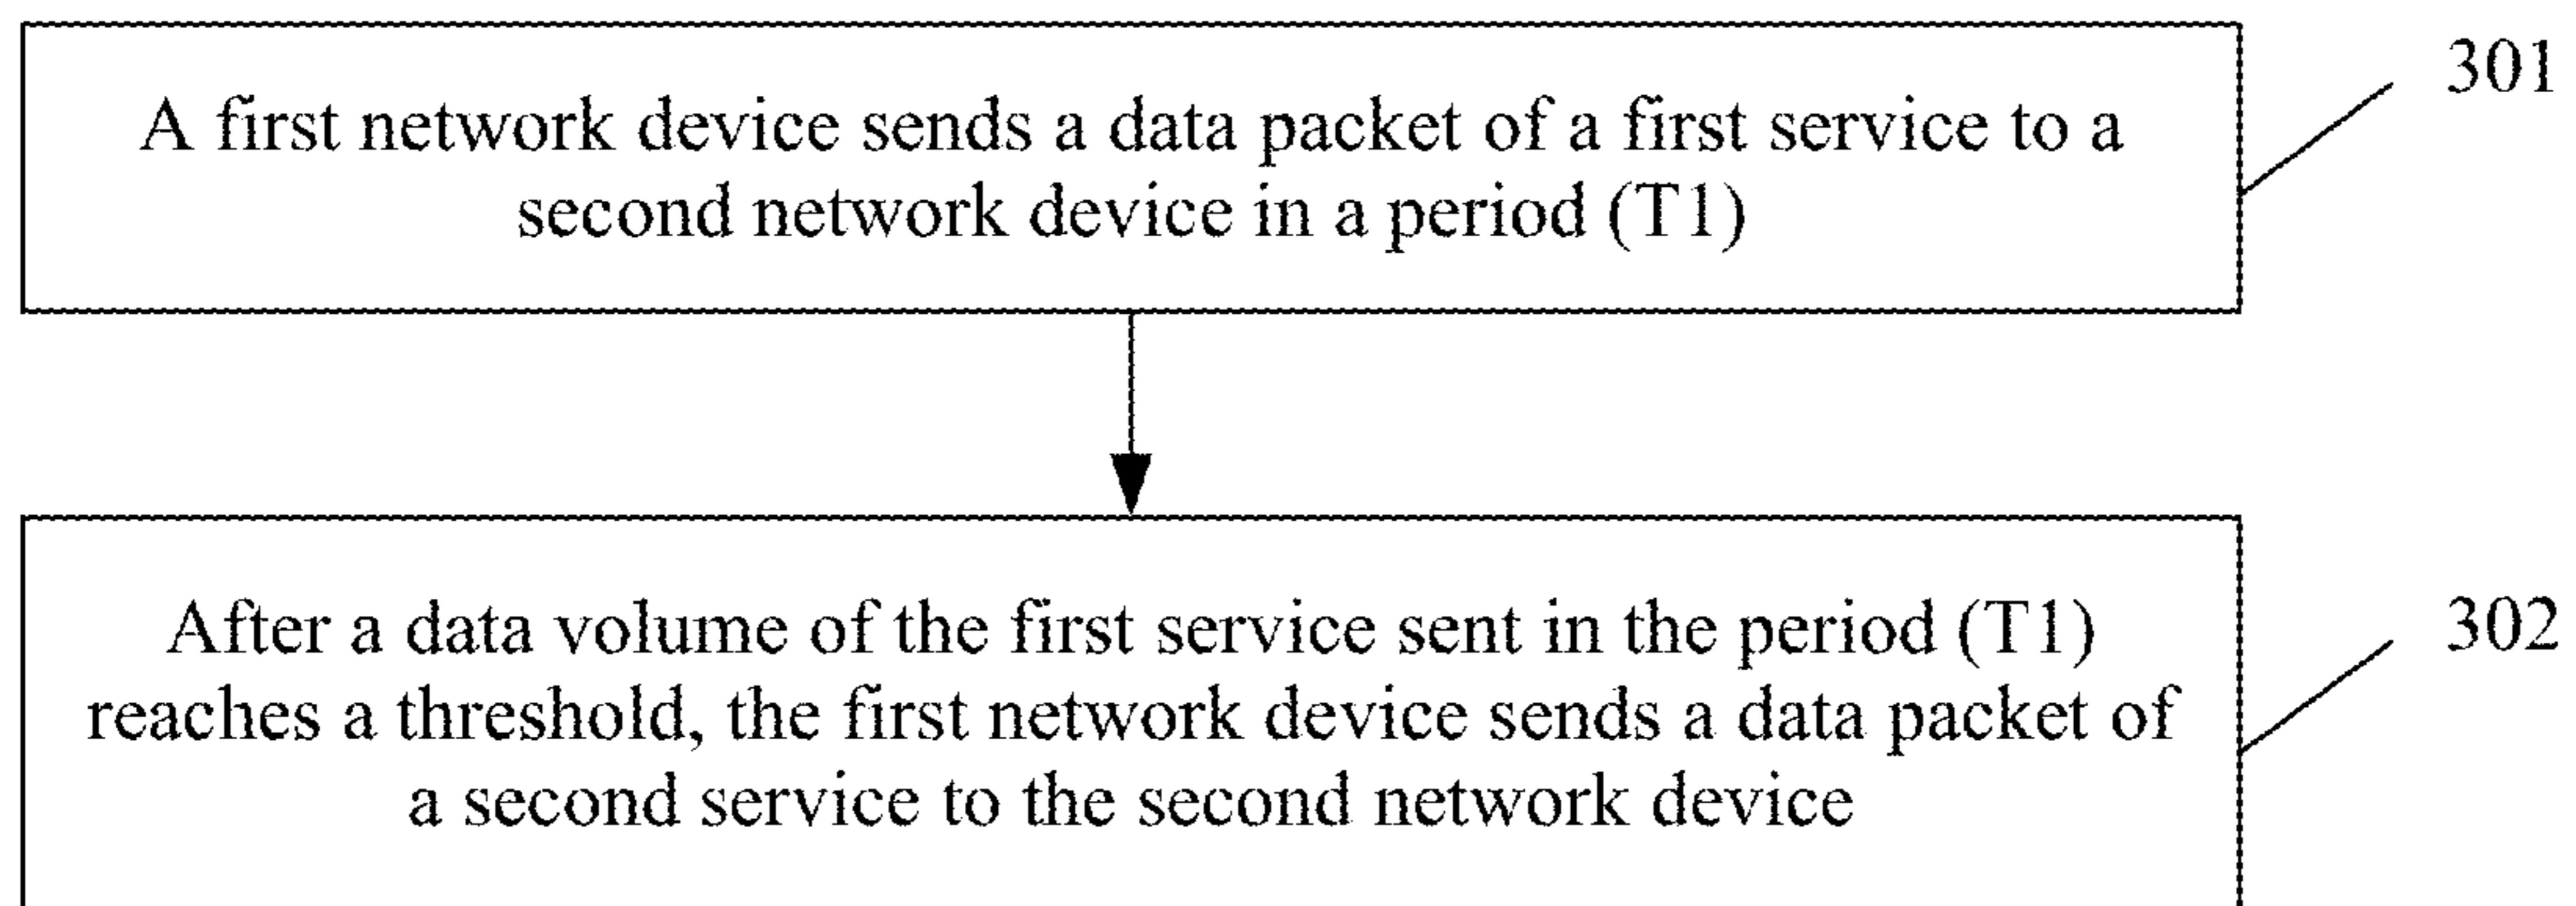 A first network device sends a data packet of a first service to a
second network device in a period (T1)
301
After a data volume of the first service sent in the period (T1)
reaches a threshold, the first network device sends a data packet of
a second service to the second network device
302